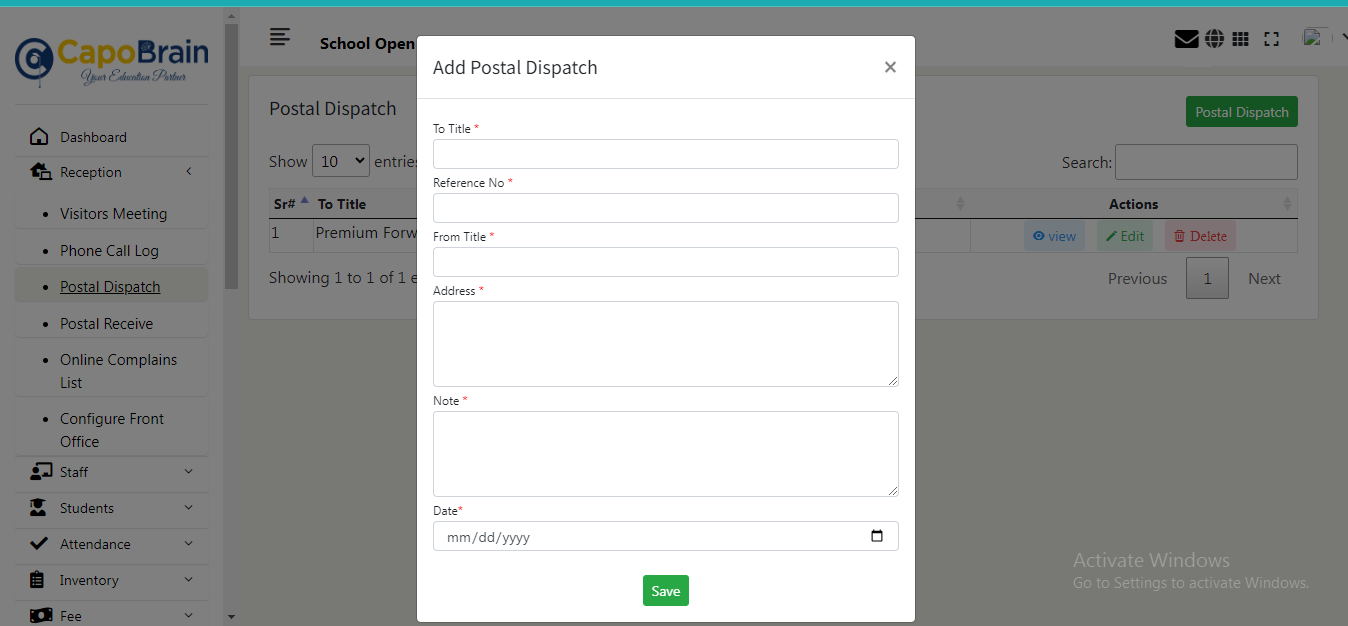 CapoBrain
Your Education Partner
Dashboard
Reception
Visitors Meeting
Phone Call Log
Postal Dispatch
Postal Receive
Online Complains
List
Configure Front
Office
Staff
Students
Attendance
Inventory
Fee
School Open
Postal Dispatch
Postal Dispatch
Show 10 entries
Search:
Sr# To Title Actions
1 Premium view Edit Delete
Showing 1 to 1 of 1
Previous 1 Next
Add Postal Dispatch ×
To Title *
Reference No *
From Title *
Address *
Note *
Date*
mm/dd/yyyy
Save
Activate Windows
Go to Settings to activate Windows.